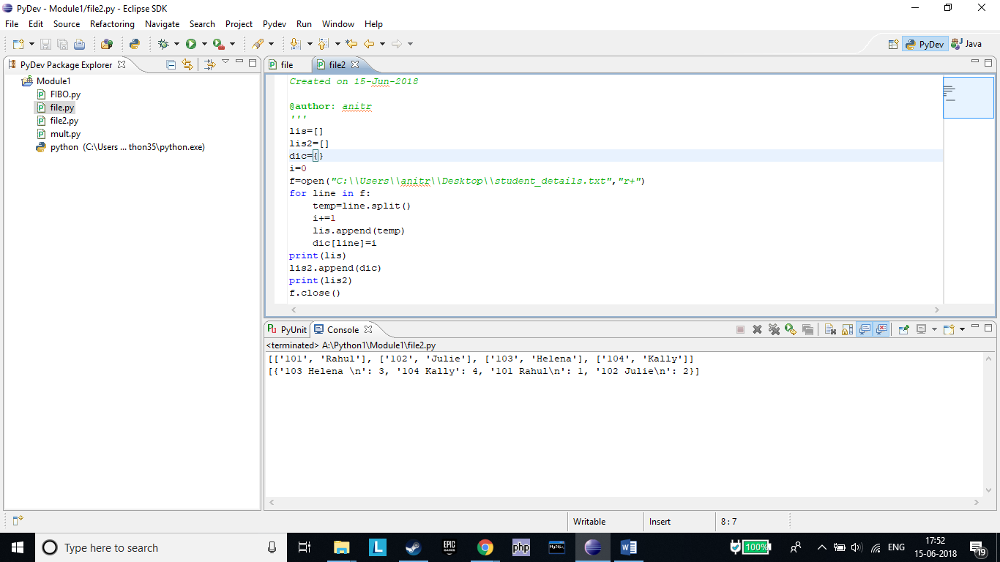 PyDev - Module1/file2.py - Eclipse SDK
File Edit Source Refactoring Navigate Search Project Pydev Run Window Help
PyDev Java
PyDev Package Explorer
Module1
FIBO.py
file.py
file2.py
mult.py
python (C:\Users ... thon35\python.exe)
file file2
Created on 15-Jun-2018
@author: anitr
'''
lis=[]
lis2=[]
dic={}
i=0
f=open("C:\\Users\\anitr\\Desktop\\student_details.txt","r+")
for line in f:
    temp=line.split()
    i+=1
    lis.append(temp)
    dic[line]=i
print(lis)
lis2.append(dic)
print(lis2)
f.close()
PyUnit Console
<terminated> A:\Python1\Module1\file2.py
[['101', 'Rahul'], ['102', 'Julie'], ['103', 'Helena'], ['104', 'Kally']]
[{'103 Helena \n': 3, '104 Kally': 4, '101 Rahul\n': 1, '102 Julie\n': 2}]
Writable Insert 8 : 7
Type here to search
L
EPIC GAMES
php
MySQL
W
100%
ENG
17:52
15-06-2018
19